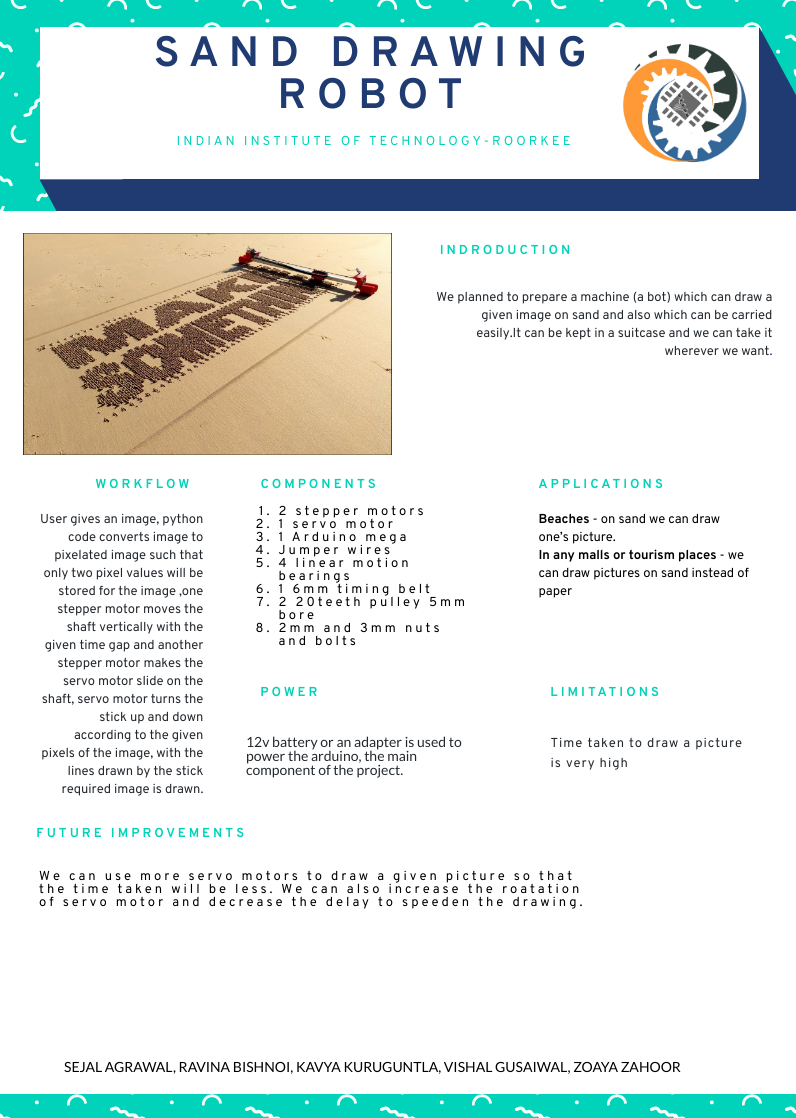 SAND DRAWING
ROBOT
INDIAN INSTITUTE OF TECHNOLOGY-ROORKEE
MAKE
SOMETHIN
INDRODUCTION
We planned to prepare a machine (a bot) which can draw a
given image on sand and also which can be carried
easily.It can be kept in a suitcase and we can take it
wherever we want.
WORKFLOW
User gives an image, python
code converts image to
pixelated image such that
only two pixel values will be
stored for the image ,one
stepper motor moves the
shaft vertically with the
given time gap and another
stepper motor makes the
servo motor slide on the
shaft, servo motor turns the
stick up and down
according to the given
pixels of the image, with the
lines drawn by the stick
required image is drawn.
COMPONENTS
1. 2 stepper motors
2. 1 servo motor
3. 1 Arduino mega
4. Jumper wires
5. 4 linear motion
bearings
6. 1 6mm timing belt
7. 2 20teeth pulley 5mm
bore
8. 2mm and 3mm nuts
and bolts
APPLICATIONS
Beaches - on sand we can draw
one's picture.
In any malls or tourism places - we
can draw pictures on sand instead of
paper
POWER
12v battery or an adapter is used to
power the arduino, the main
component of the project.
LIMITATIONS
Time taken to draw a picture
is very high
FUTURE IMPROVEMENTS
We can use more servo motors to draw a given picture so that
the time taken will be less. We can also increase the roatation
of servo motor and decrease the delay to speeden the drawing.
SEJAL AGRAWAL, RAVINA BISHNOI, KAVYA KURUGUNTLA, VISHAL GUSAIWAL, ZOAYA ZAHOOR